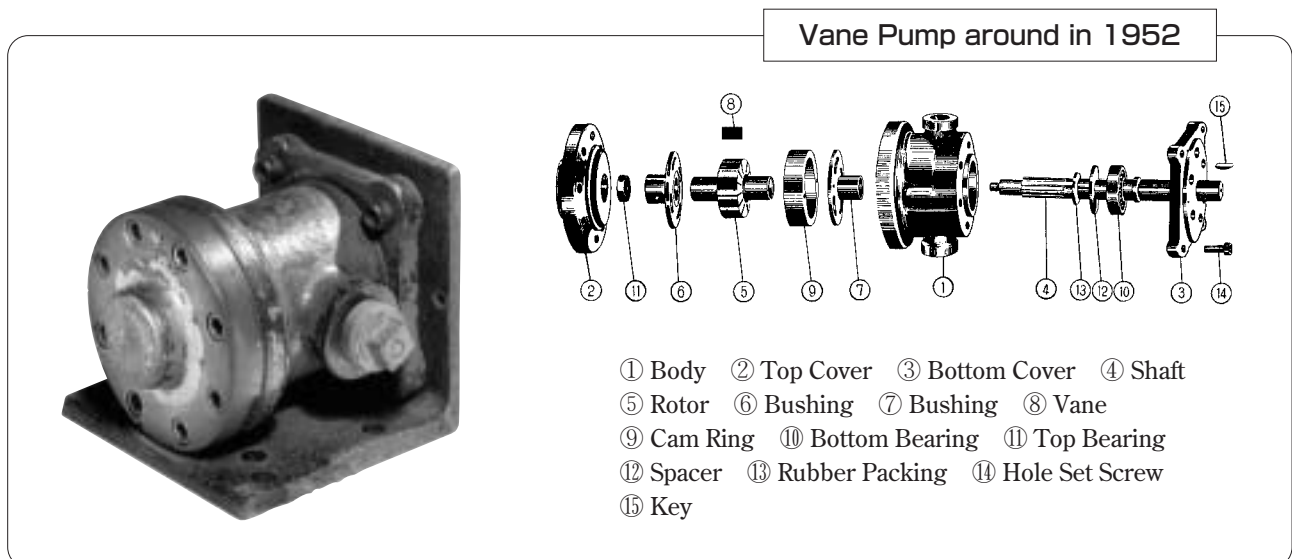 Vane Pump around in 1952
⑧
⑮
② ⑪ ⑥ ⑤ ⑨ ⑦ ① ④ ⑬ ⑫ ⑩ ③ ⑭
① Body ② Top Cover ③ Bottom Cover ④ Shaft
⑤ Rotor ⑥ Bushing ⑦ Bushing ⑧ Vane
⑨ Cam Ring ⑩ Bottom Bearing ⑪ Top Bearing
⑫ Spacer ⑬ Rubber Packing ⑭ Hole Set Screw
⑮ Key